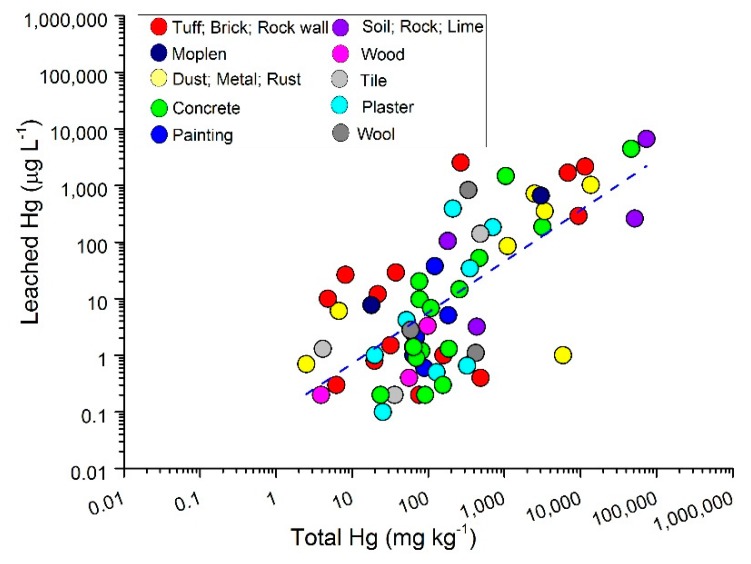 1,000,000
100,000
10,000
1,000
100
10
1
0.1
0.01
Leached Hg (µg L⁻¹)
Tuff; Brick; Rock wall
Moplen
Dust; Metal; Rust
Concrete
Painting
Soil; Rock; Lime
Wood
Tile
Plaster
Wool
0.01
0.1
1
10
100
1,000
10,000
100,000
1,000,000
Total Hg (mg kg⁻¹)